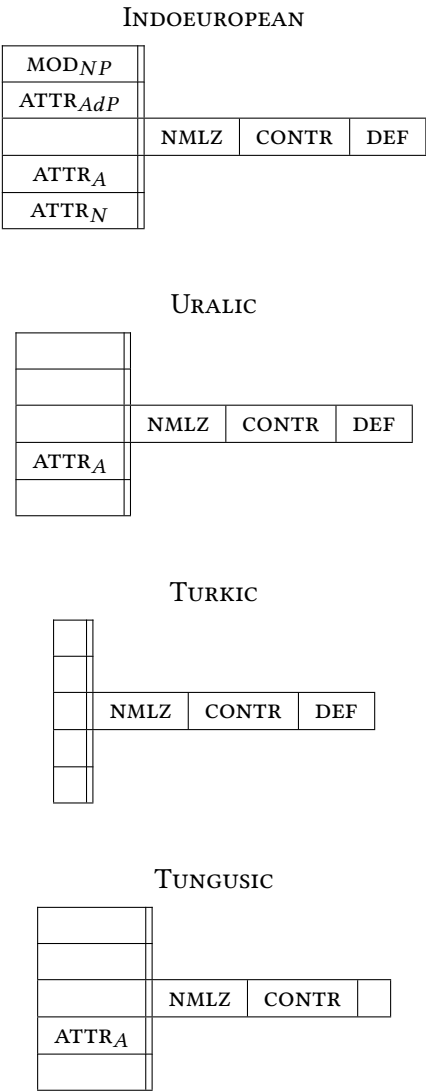 INDOEUROPEAN
MOD_NP
ATTR_AdP
NMLZ CONTR DEF
ATTR_A
ATTR_N
URALIC
NMLZ CONTR DEF
ATTR_A
TURKIC
NMLZ CONTR DEF
TUNGUSIC
NMLZ CONTR
ATTR_A